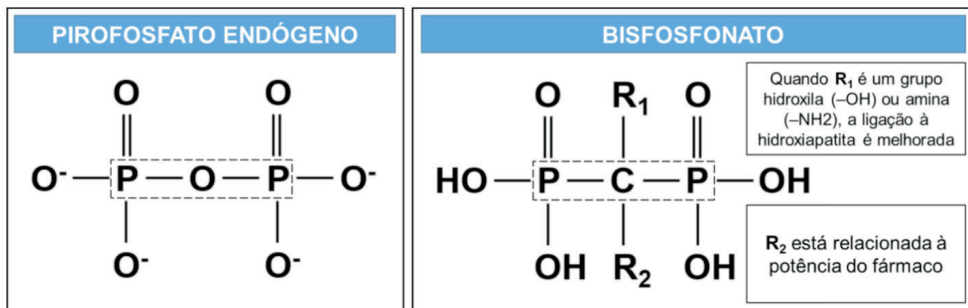 PIROFOSFATO ENDÓGENO
O O
O- P O P O-
O- O-
BISFOSFONATO
O R1 O
HO P C P OH
OH R2 OH
Quando R1 é um grupo
hidroxila (–OH) ou amina
(–NH2), a ligação à
hidroxiapatita é melhorada
R2 está relacionada à
potência do fármaco